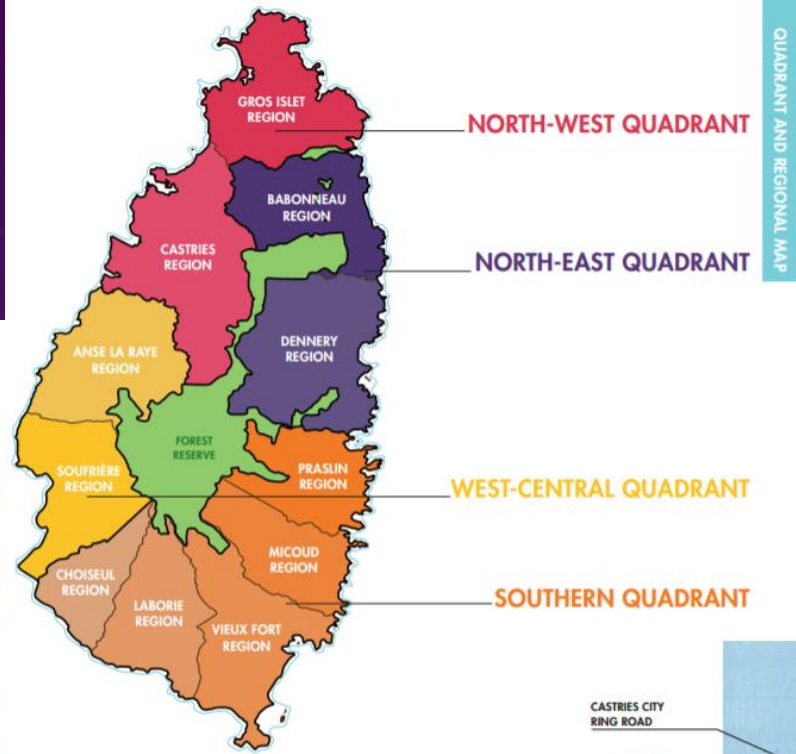 QUADRANT AND REGIONAL MAP
GROS ISLET
REGION
NORTH-WEST QUADRANT
BABONNEAU
REGION
CASTRIES
REGION
NORTH-EAST QUADRANT
DENNERY
REGION
ANSE LA RAYE
REGION
FOREST
RESERVE
SOUFRIÈRE
REGION
PRASLIN
REGION
WEST-CENTRAL QUADRANT
MICOUD
REGION
CHOISEUL
REGION
LABORIE
REGION
VIEUX FORT
REGION
SOUTHERN QUADRANT
CASTRIES CITY
RING ROAD